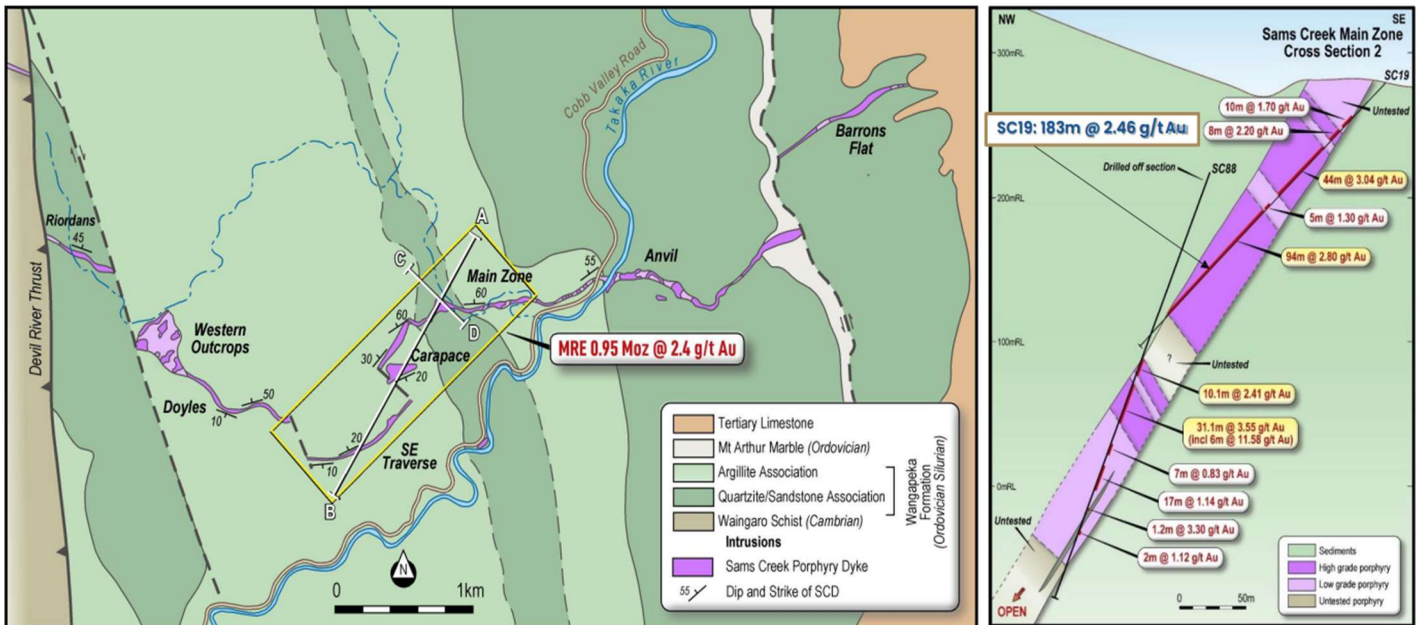 Cobb Valley Road
Takaka River
Barrons
Flat
Riordans
45
Devil River Thrust
Western
Outcrops
Doyles
50
10
A
C
Main Zone
60
D
60
30
Carapace
20
20
10
SE
Traverse
B
55
Anvil
MRE 0.95 Moz @ 2.4 g/t Au
N
0 1km
Tertiary Limestone
Mt Arthur Marble (Ordovician)
Argillite Association
Quartzite/Sandstone Association
Waingaro Schist (Cambrian)
Wangapeka
Formation
(Ordovician Silurian)
Intrusions
Sams Creek Porphyry Dyke
55 Dip and Strike of SCD
NW
SE
Sams Creek Main Zone
Cross Section 2
300mRL
SC19
10m @ 1.70 g/t Au
Untested
SC19: 183m @ 2.46 g/t Au
8m @ 2.20 g/t Au
Drilled off section
SC88
44m @ 3.04 g/t Au
200mRL
5m @ 1.30 g/t Au
94m @ 2.80 g/t Au
100mRL
?
Untested
10.1m @ 2.41 g/t Au
31.1m @ 3.55 g/t Au
(incl 6m @ 11.58 g/t Au)
7m @ 0.83 g/t Au
0mRL
17m @ 1.14 g/t Au
Untested
1.2m @ 3.30 g/t Au
2m @ 1.12 g/t Au
Sediments
High grade porphyry
Low grade porphyry
Untested porphyry
0 50m
OPEN